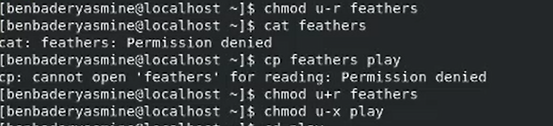 [benbaderyasmine@localhost ~]$ chmod u-r feathers
[benbaderyasmine@localhost ~]$ cat feathers
cat: feathers: Permission denied
[benbaderyasmine@localhost ~]$ cp feathers play
cp: cannot open 'feathers' for reading: Permission denied
[benbaderyasmine@localhost ~]$ chmod u+r feathers
[benbaderyasmine@localhost ~]$ chmod u-x play